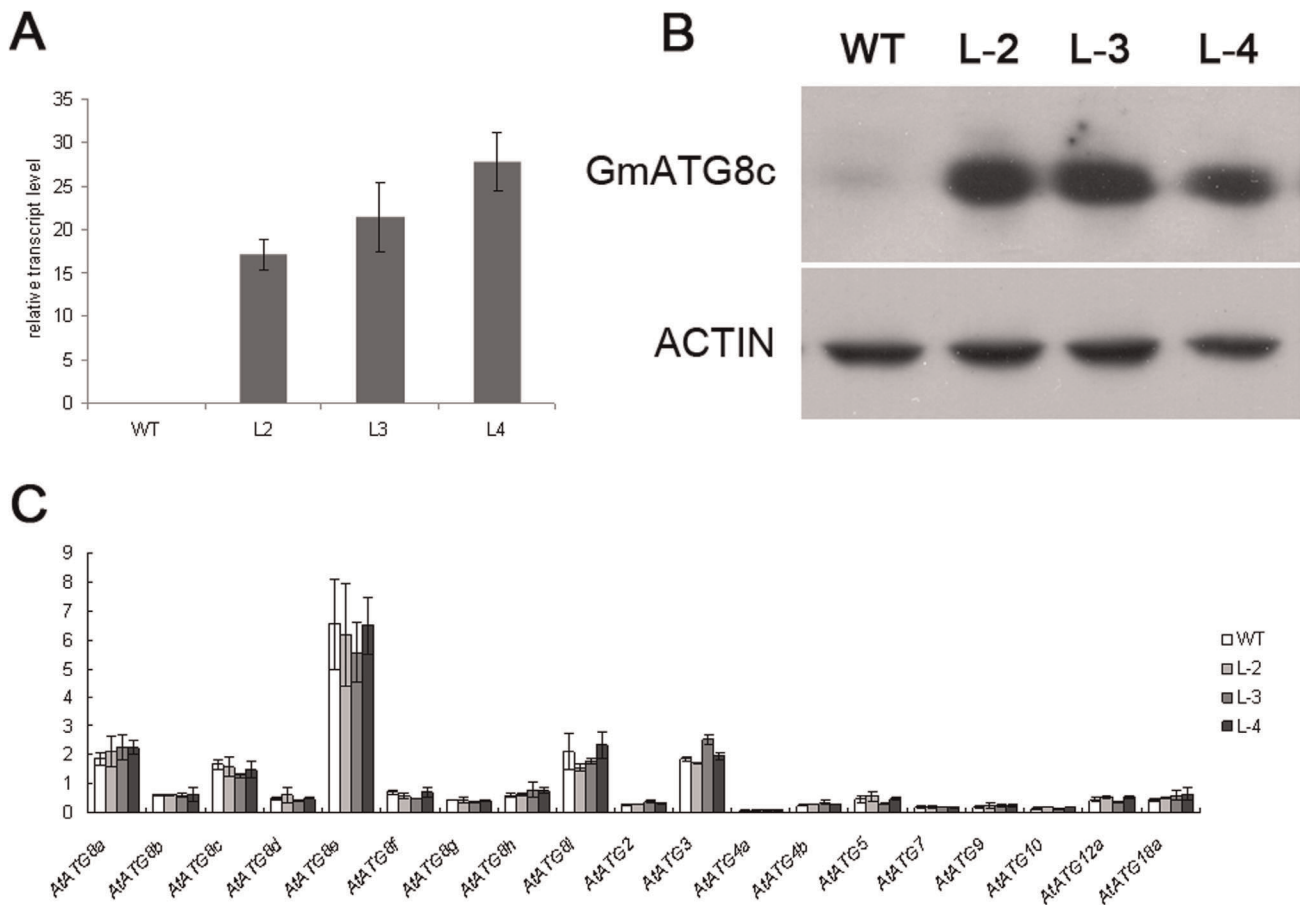 A
B
WT L-2 L-3 L-4
GmATG8c
ACTIN
relative transcript level
35
30
25
20
15
10
5
0
WT L2 L3 L4
C
9
8
7
6
5
4
3
2
1
0
WT
L-2
L-3
L-4
AtATG8a AtATG8b AtATG8c AtATG8d AtATG8e AtATG8f AtATG8g AtATG8h AtATG8I AtATG2 AtATG3 AtATG4a AtATG4b AtATG5 AtATG7 AtATG9 AtATG10 AtATG12a AtATG18a